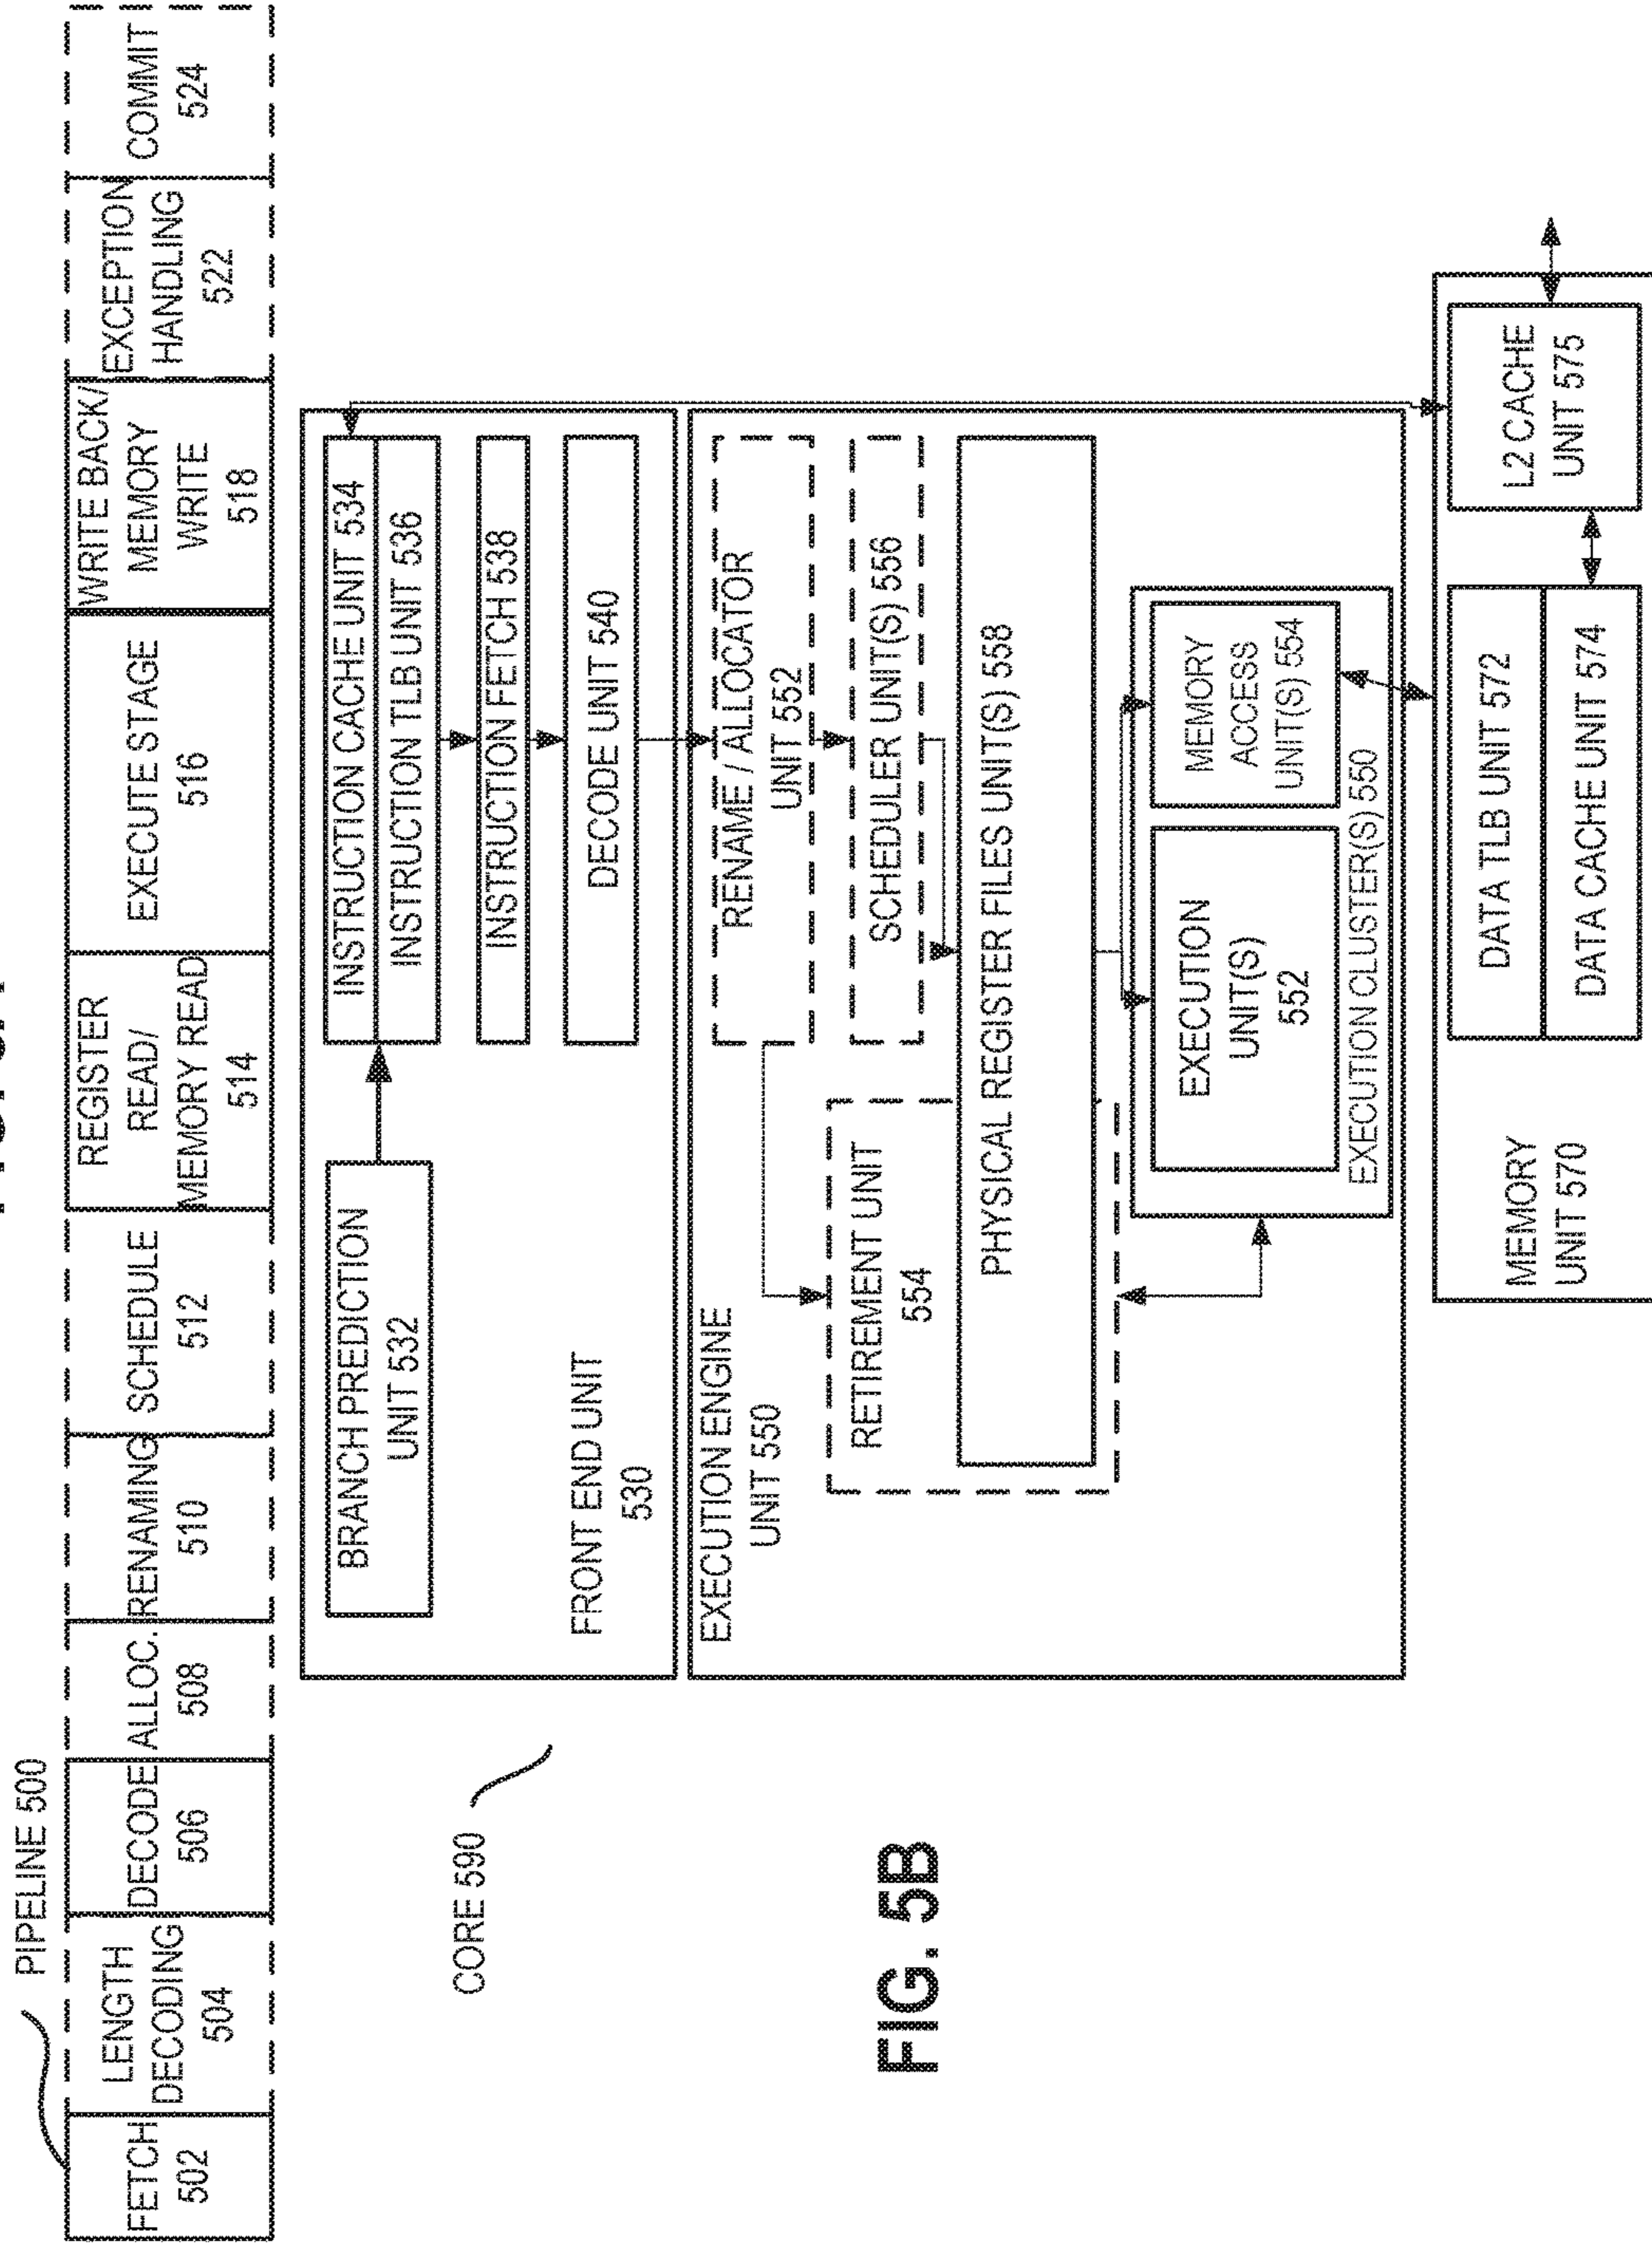 PIPELINE 500
FETCH
502
LENGTH
DECODING
504
DECODE
506
ALLOC.
508
RENAMING
510
SCHEDULE
512
REGISTER
READ/
MEMORY READ
514
EXECUTE STAGE
516
WRITE BACK/
MEMORY
WRITE
518
EXCEPTION
HANDLING
522
COMMIT
524
CORE 590
BRANCH PREDICTION
UNIT 532
INSTRUCTION CACHE UNIT 534
INSTRUCTION TLB UNIT 536
INSTRUCTION FETCH 538
DECODE UNIT 540
FRONT END UNIT
530
EXECUTION ENGINE
UNIT 550
RENAME / ALLOCATOR
UNIT 552
SCHEDULER UNIT(S) 556
RETIREMENT UNIT
554
PHYSICAL REGISTER FILES UNIT(S) 558
EXECUTION
UNIT(S)
552
MEMORY
ACCESS
UNIT(S) 554
EXECUTION CLUSTER(S) 550
MEMORY
UNIT 570
DATA TLB UNIT 572
DATA CACHE UNIT 574
L2 CACHE
UNIT 575
FIG. 5B